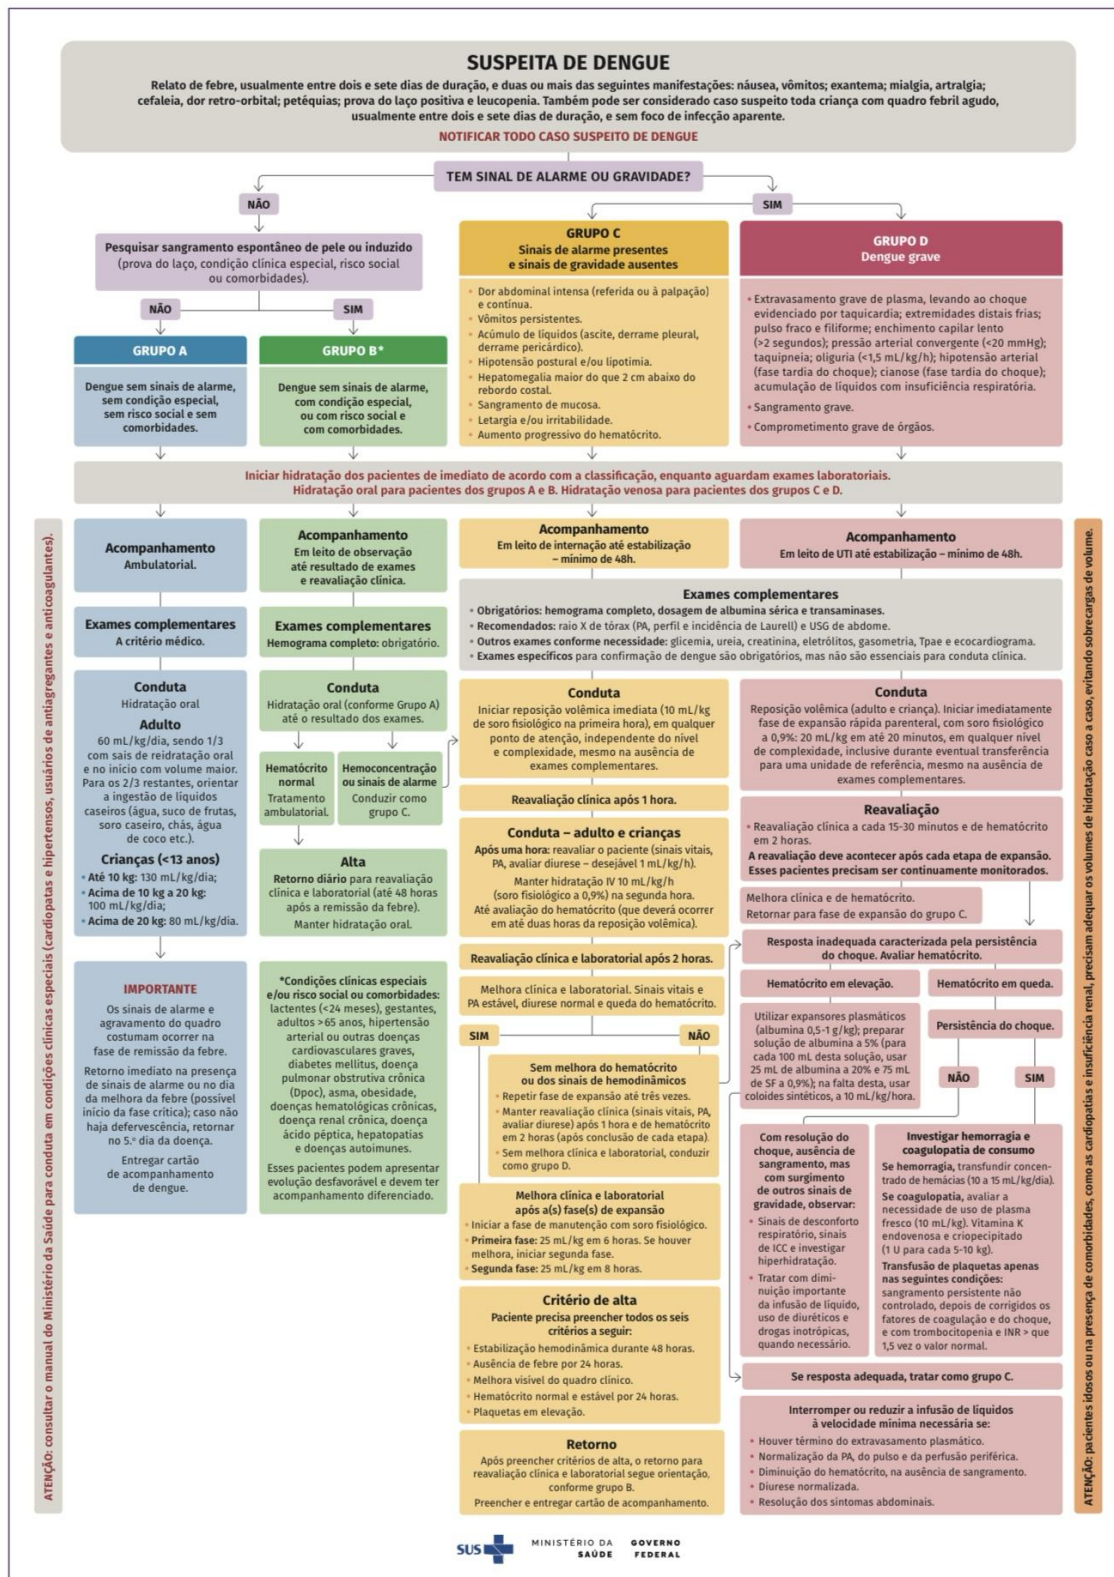 SUSPEITA DE DENGUE
Relato de febre, usualmente entre dois e sete dias de duração, e duas ou mais das seguintes manifestações: náusea, vômitos; exantema; mialgia, artralgia;
cefaleia, dor retro-orbital; petéquias; prova do laço positiva e leucopenia. Também pode ser considerado caso suspeito toda criança com quadro febril agudo,
usualmente entre dois e sete dias de duração, e sem foco de infecção aparente.
NOTIFICAR TODO CASO SUSPEITO DE DENGUE
TEM SINAL DE ALARME OU GRAVIDADE?
NÃO
SIM
Pesquisar sangramento espontâneo de pele ou induzido
(prova do laço, condição clínica especial, risco social
ou comorbidades).
NÃO
SIM
GRUPO A
Dengue sem sinais de alarme,
sem condição especial,
sem risco social e sem
comorbidades.
GRUPO B*
Dengue sem sinais de alarme,
com condição especial,
ou com risco social e
com comorbidades.
GRUPO C
Sinais de alarme presentes
e sinais de gravidade ausentes
• Dor abdominal intensa (referida ou à palpação)
e contínua.
• Vômitos persistentes.
• Acúmulo de líquidos (ascite, derrame pleural,
derrame pericárdico).
• Hipotensão postural e/ou lipotimia.
• Hepatomegalia maior do que 2 cm abaixo do
rebordo costal.
• Sangramento de mucosa.
• Letargia e/ou irritabilidade.
• Aumento progressivo do hematócrito.
GRUPO D
Dengue grave
• Extravasamento grave de plasma, levando ao choque
evidenciado por taquicardia; extremidades distais frias;
pulso fraco e filiforme; enchimento capilar lento
(>2 segundos); pressão arterial convergente (<20 mmHg);
taquipneia; oliguria (<1,5 mL/kg/h); hipotensão arterial
(fase tardia do choque); cianose (fase tardia do choque);
acumulação de líquidos com insuficiência respiratória.
• Sangramento grave.
• Comprometimento grave de órgãos.
Iniciar hidratação dos pacientes de imediato de acordo com a classificação, enquanto aguardam exames laboratoriais.
Hidratação oral para pacientes dos grupos A e B. Hidratação venosa para pacientes dos grupos C e D.
ATENÇÃO: consultar o manual do Ministério da Saúde para conduta em condições clínicas especiais (cardiopatas e hipertensos, usuários de antiagregantes e anticoagulantes).
Acompanhamento
Ambulatorial.
Exames complementares
A critério médico.
Conduta
Hidratação oral
Adulto
60 mL/kg/dia, sendo 1/3
com sais de reidratação oral
e no início com volume maior.
Para os 2/3 restantes, orientar
a ingestão de líquidos
caseiros (água, suco de frutas,
soro caseiro, chás, água
de coco etc.).
Crianças (<13 anos)
• Até 10 kg: 130 mL/kg/dia;
• Acima de 10 kg a 20 kg:
100 mL/kg/dia;
• Acima de 20 kg: 80 mL/kg/dia.
IMPORTANTE
Os sinais de alarme e
agravamento do quadro
costumam ocorrer na
fase de remissão da febre.
Retorno imediato na presença
de sinais de alarme ou no dia
da melhora da febre (possível
início da fase crítica); caso não
haja defervescência, retornar
no 5.º dia da doença.
Entregar cartão
de acompanhamento
de dengue.
Acompanhamento
Em leito de observação
até resultado de exames
e reavaliação clínica.
Exames complementares
Hemograma completo: obrigatório.
Conduta
Hidratação oral (conforme Grupo A)
até o resultado dos exames.
Hematócrito
normal
Tratamento
ambulatorial.
Hemoconcentração
ou sinais de alarme
Conduzir como
grupo C.
Alta
Retorno diário para reavaliação
clínica e laboratorial (até 48 horas
após a remissão da febre).
Manter hidratação oral.
*Condições clínicas especiais
e/ou risco social ou comorbidades:
lactentes (<24 meses), gestantes,
adultos >65 anos, hipertensão
arterial ou outras doenças
cardiovasculares graves,
diabetes mellitus, doença
pulmonar obstrutiva crônica
(Dpoc), asma, obesidade,
doenças hematológicas crônicas,
doença renal crônica, doença
ácido péptica, hepatopatias
e doenças autoimunes.
Esses pacientes podem apresentar
evolução desfavorável e devem ter
acompanhamento diferenciado.
Acompanhamento
Em leito de internação até estabilização
– mínimo de 48h.
Acompanhamento
Em leito de UTI até estabilização – mínimo de 48h.
Exames complementares
• Obrigatórios: hemograma completo, dosagem de albumina sérica e transaminases.
• Recomendados: raio X de tórax (PA, perfil e incidência de Laurell) e USG de abdome.
• Outros exames conforme necessidade: glicemia, ureia, creatinina, eletrólitos, gasometria, Tpae e ecocardiograma.
• Exames específicos para confirmação de dengue são obrigatórios, mas não são essenciais para conduta clínica.
Conduta
Iniciar reposição volêmica imediata (10 mL/kg
de soro fisiológico na primeira hora), em qualquer
ponto de atenção, independente do nível
e complexidade, mesmo na ausência de
exames complementares.
Reavaliação clínica após 1 hora.
Conduta – adulto e crianças
Após uma hora: reavaliar o paciente (sinais vitais,
PA, avaliar diurese – desejável 1 mL/kg/h).
Manter hidratação IV 10 mL/kg/h
(soro fisiológico a 0,9%) na segunda hora.
Até avaliação do hematócrito (que deverá ocorrer
em até duas horas da reposição volêmica).
Reavaliação clínica e laboratorial após 2 horas.
Melhora clínica e laboratorial. Sinais vitais e
PA estável, diurese normal e queda do hematócrito.
SIM
NÃO
Sem melhora do hematócrito
ou dos sinais de hemodinâmicos
• Repetir fase de expansão até três vezes.
• Manter reavaliação clínica (sinais vitais, PA,
avaliar diurese) após 1 hora e de hematócrito
em 2 horas (após conclusão de cada etapa).
• Sem melhora clínica e laboratorial, conduzir
como grupo D.
Melhora clínica e laboratorial
após a(s) fase(s) de expansão
• Iniciar a fase de manutenção com soro fisiológico.
• Primeira fase: 25 mL/kg em 6 horas. Se houver
melhora, iniciar segunda fase.
• Segunda fase: 25 mL/kg em 8 horas.
Critério de alta
Paciente precisa preencher todos os seis
critérios a seguir:
• Estabilização hemodinâmica durante 48 horas.
• Ausência de febre por 24 horas.
• Melhora visível do quadro clínico.
• Hematócrito normal e estável por 24 horas.
• Plaquetas em elevação.
Retorno
Após preencher critérios de alta, o retorno para
reavaliação clínica e laboratorial segue orientação,
conforme grupo B.
Preencher e entregar cartão de acompanhamento.
Conduta
Reposição volêmica (adulto e criança). Iniciar imediatamente
fase de expansão rápida parenteral, com soro fisiológico
a 0,9%: 20 mL/kg em até 20 minutos, em qualquer nível
de complexidade, inclusive durante eventual transferência
para uma unidade de referência, mesmo na ausência de
exames complementares.
Reavaliação
• Reavaliação clínica a cada 15-30 minutos e de hematócrito
em 2 horas.
A reavaliação deve acontecer após cada etapa de expansão.
Esses pacientes precisam ser continuamente monitorados.
Melhora clínica e de hematócrito.
Retornar para fase de expansão do grupo C.
Resposta inadequada caracterizada pela persistência
do choque. Avaliar hematócrito.
Hematócrito em elevação.
Hematócrito em queda.
Utilizar expansores plasmáticos
(albumina 0,5-1 g/kg); preparar
solução de albumina a 5% (para
cada 100 mL desta solução, usar
25 mL de albumina a 20% e 75 mL
de SF a 0,9%); na falta desta, usar
coloides sintéticos, a 10 mL/kg/hora.
Persistência do choque.
NÃO
SIM
Com resolução do
choque, ausência de
sangramento, mas
com surgimento
de outros sinais de
gravidade, observar:
• Sinais de desconforto
respiratório, sinais
de ICC e investigar
hiperhidratação.
• Tratar com dimi-
nuição importante
da infusão de líquido,
uso de diuréticos e
drogas inotrópicas,
quando necessário.
Investigar hemorragia e
coagulopatia de consumo
Se hemorragia, transfundir concen-
trado de hemácias (10 a 15 mL/kg/dia).
Se coagulopatia, avaliar a
necessidade de uso de plasma
fresco (10 mL/kg). Vitamina K
endovenosa e criopecipitado
(1 U para cada 5-10 kg).
Transfusão de plaquetas apenas
nas seguintes condições:
sangramento persistente não
controlado, depois de corrigidos os
fatores de coagulação e do choque,
e com trombocitopenia e INR > que
1,5 vez o valor normal.
Se resposta adequada, tratar como grupo C.
Interromper ou reduzir a infusão de líquidos
à velocidade mínima necessária se:
• Houver término do extravasamento plasmático.
• Normalização da PA, do pulso e da perfusão periférica.
• Diminuição do hematócrito, na ausência de sangramento.
• Diurese normalizada.
• Resolução dos sintomas abdominais.
ATENÇÃO: pacientes idosos ou na presença de comorbidades, como as cardiopatias e insuficiência renal, precisam adequar os volumes de hidratação caso a caso, evitando sobrecargas de volume.
SUS
MINISTÉRIO DA
SAÚDE
GOVERNO
FEDERAL